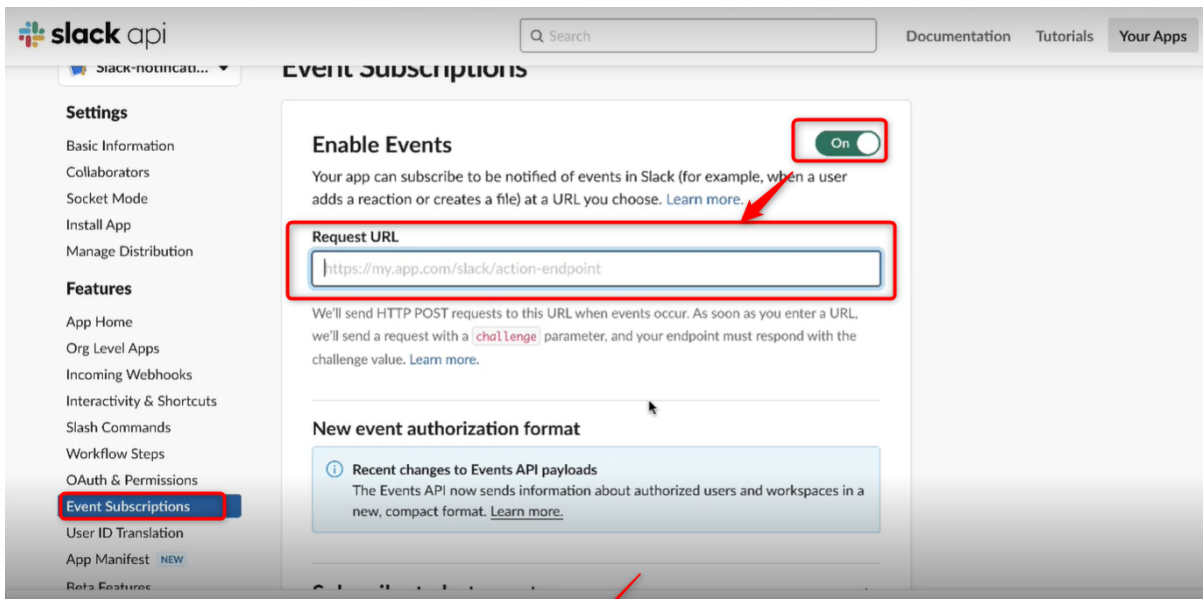 slack api
Search
Documentation
Tutorials
Your Apps
Slack-notificati...
Event Subscriptions
Settings
Basic Information
Collaborators
Socket Mode
Install App
Manage Distribution
Features
App Home
Org Level Apps
Incoming Webhooks
Interactivity & Shortcuts
Slash Commands
Workflow Steps
OAuth & Permissions
Event Subscriptions
User ID Translation
App Manifest NEW
Beta Features
Enable Events
On
Your app can subscribe to be notified of events in Slack (for example, when a user
adds a reaction or creates a file) at a URL you choose. Learn more.
Request URL
https://my.app.com/slack/action-endpoint
We'll send HTTP POST requests to this URL when events occur. As soon as you enter a URL,
we'll send a request with a challenge parameter, and your endpoint must respond with the
challenge value. Learn more.
New event authorization format
Recent changes to Events API payloads
The Events API now sends information about authorized users and workspaces in a
new, compact format. Learn more.